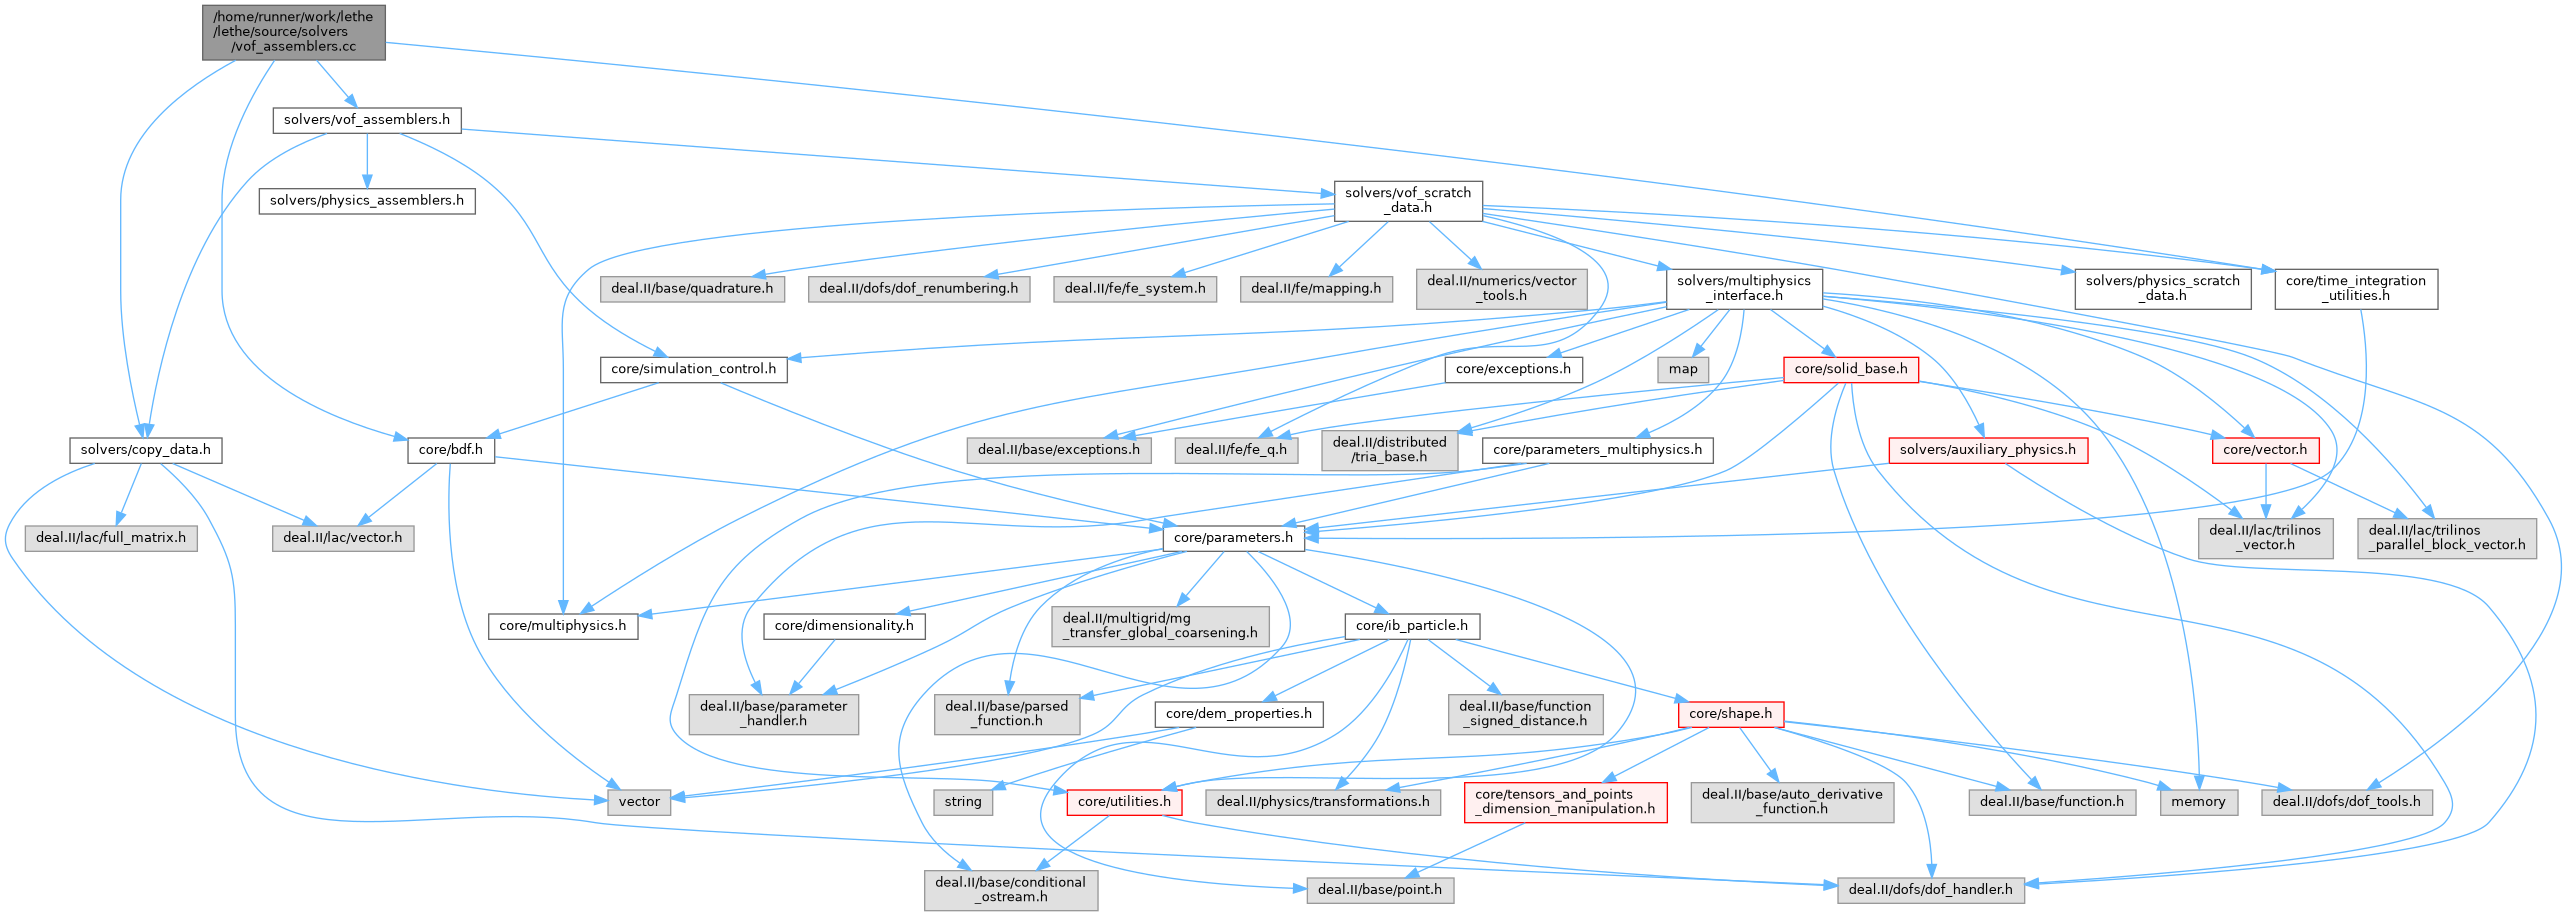 /home/runner/work/lethe
/lethe/source/solvers
/vof_assemblers.cc
solvers/vof_assemblers.h
solvers/physics_assemblers.h
solvers/vof_scratch
_data.h
deal.II/base/quadrature.h
deal.II/dofs/dof_renumbering.h
deal.II/fe/fe_system.h
deal.II/fe/mapping.h
deal.II/numerics/vector
_tools.h
solvers/multiphysics
_interface.h
solvers/physics_scratch
_data.h
core/time_integration
_utilities.h
core/simulation_control.h
core/exceptions.h
map
core/solid_base.h
solvers/copy_data.h
core/bdf.h
deal.II/base/exceptions.h
deal.II/fe/fe_q.h
deal.II/distributed
/tria_base.h
core/parameters_multiphysics.h
solvers/auxiliary_physics.h
core/vector.h
deal.II/lac/full_matrix.h
deal.II/lac/vector.h
core/parameters.h
deal.II/lac/trilinos
_vector.h
deal.II/lac/trilinos
_parallel_block_vector.h
core/multiphysics.h
core/dimensionality.h
deal.II/multigrid/mg
_transfer_global_coarsening.h
core/ib_particle.h
deal.II/base/parameter
_handler.h
deal.II/base/parsed
_function.h
core/dem_properties.h
deal.II/base/function
_signed_distance.h
core/shape.h
vector
string
core/utilities.h
deal.II/physics/transformations.h
core/tensors_and_points
_dimension_manipulation.h
deal.II/base/auto_derivative
_function.h
deal.II/base/function.h
memory
deal.II/dofs/dof_tools.h
deal.II/base/conditional
_ostream.h
deal.II/base/point.h
deal.II/dofs/dof_handler.h